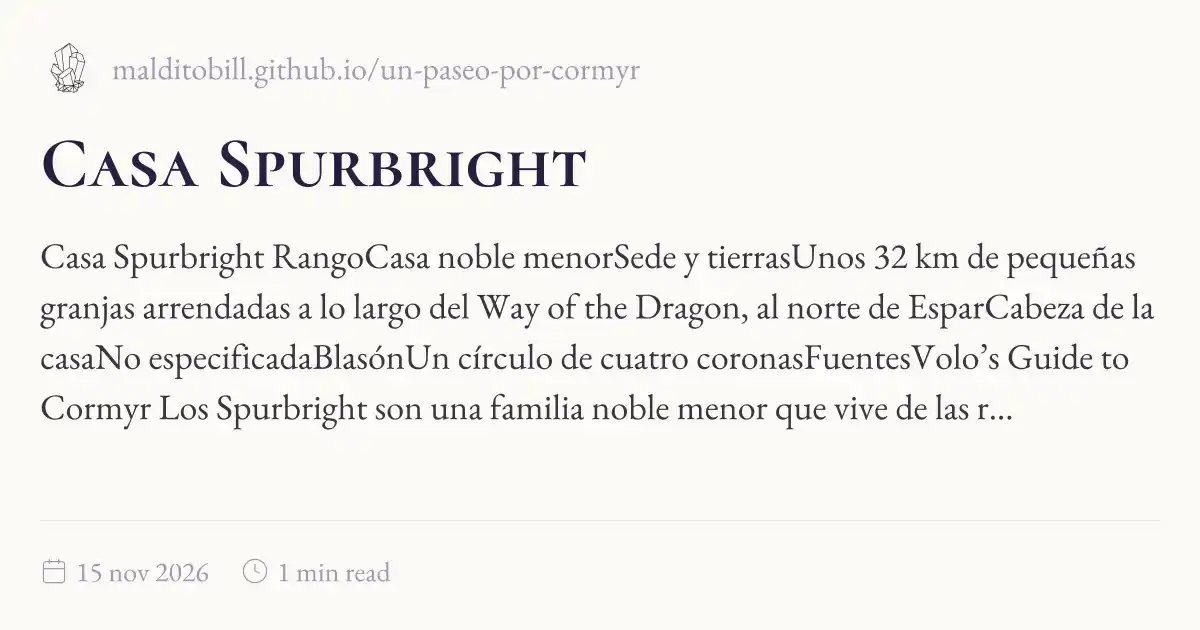 malditobill.github.io/un-paseo-por-cormyr
Casa Spurbright
Casa Spurbright RangoCasa noble menorSede y tierrasUnos 32 km de pequeñas
granjas arrendadas a lo largo del Way of the Dragon, al norte de EsparCabeza de la
casaNo especificadaBlasónUn círculo de cuatro coronasFuentesVolo’s Guide to
Cormyr Los Spurbright son una familia noble menor que vive de las r...
15 nov 2026
1 min read